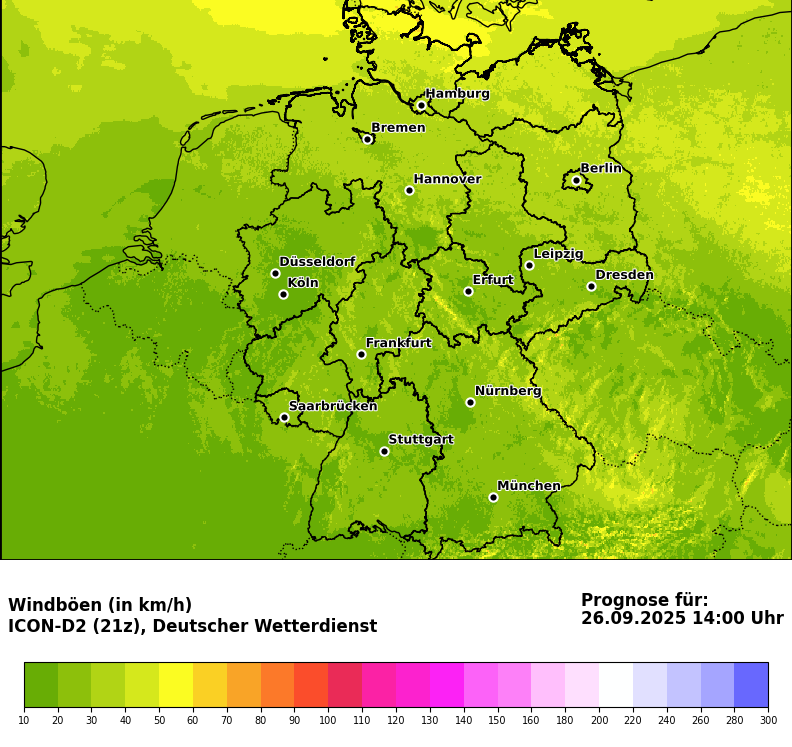 Hamburg
Bremen
Berlin
Hannover
Leipzig
Düsseldorf
Dresden
Köln
Erfurt
Frankfurt
Nürnberg
Saarbrücken
Stuttgart
München
Windböen (in km/h)
ICON-D2 (21z), Deutscher Wetterdienst
Prognose für:
26.09.2025 14:00 Uhr
10 20 30 40 50 60 70 80 90 100 110 120 130 140 150 160 180 200 220 240 260 280 300